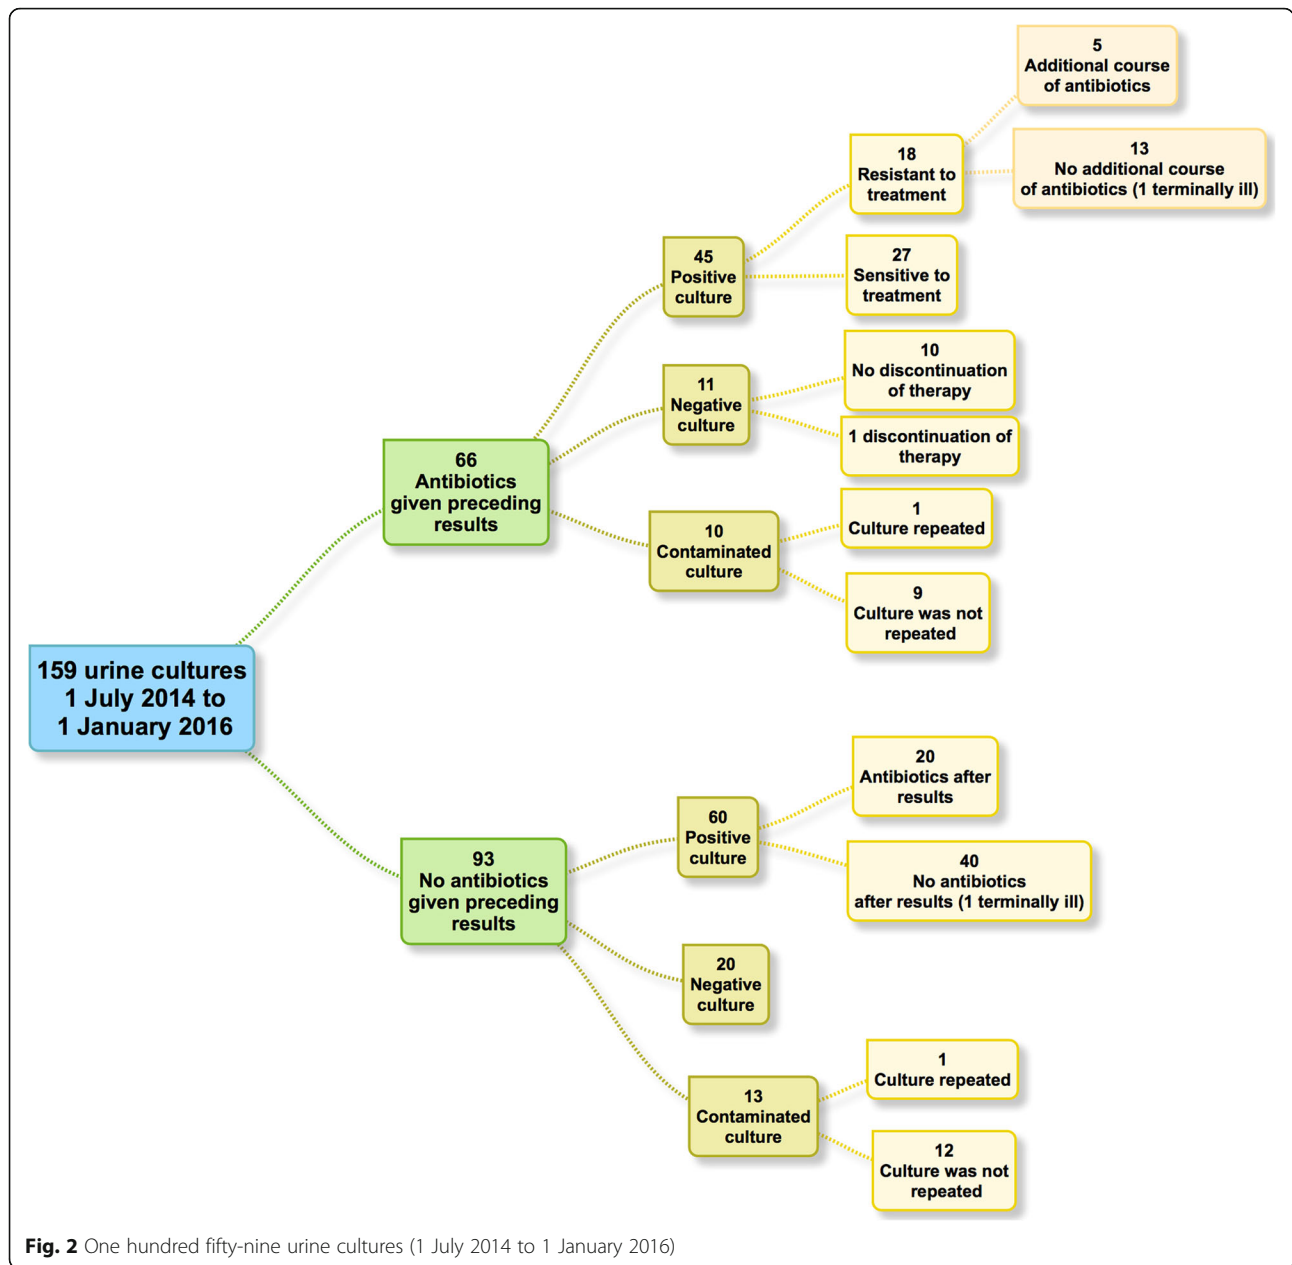 5
Additional course
of antibiotics
13
No additional course
of antibiotics (1 terminally ill)
18
Resistant to
treatment
45
Positive
culture
27
Sensitive to
treatment
10
No discontinuation
of therapy
11
Negative
culture
1 discontinuation of
therapy
66
Antibiotics
given preceding
results
1
Culture repeated
10
Contaminated
culture
9
Culture was not
repeated
159 urine cultures
1 July 2014 to
1 January 2016
20
Antibiotics after
results
60
Positive
culture
40
No antibiotics
after results (1 terminally ill)
93
No antibiotics
given preceding
results
20
Negative
culture
1
Culture repeated
13
Contaminated
culture
12
Culture was not
repeated
Fig. 2 One hundred fifty-nine urine cultures (1 July 2014 to 1 January 2016)